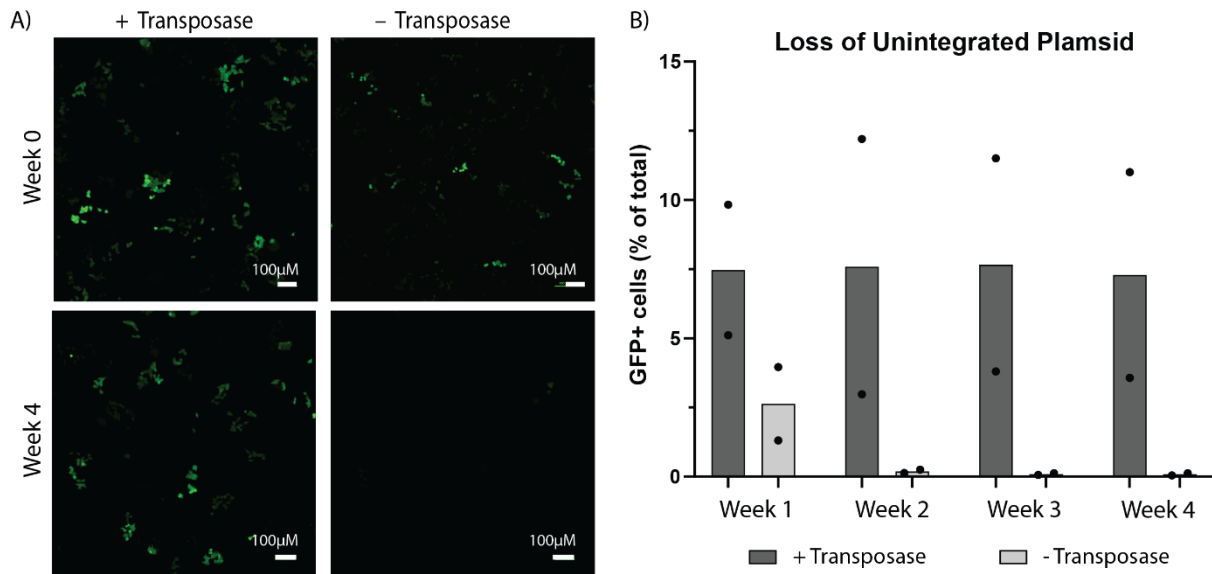 A)
+ Transposase
– Transposase
Week 0
100µM
100µM
Week 4
100µM
100µM
B)
Loss of Unintegrated Plamsid
GFP+ cells (% of total)
15
10
5
0
Week 1
Week 2
Week 3
Week 4
+ Transposase
- Transposase